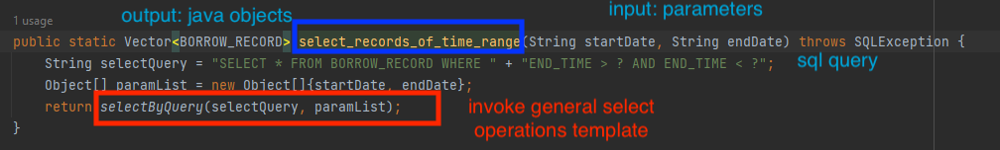 output: java objects
input: parameters
1 usage
public static Vector<BORROW_RECORD> select_records_of_time_range(String startDate, String endDate) throws SQLException {
String selectQuery = "SELECT * FROM BORROW_RECORD WHERE " + "END_TIME > ? AND END_TIME < ?";
sql query
Object[] paramList = new Object[]{startDate, endDate};
return selectByQuery(selectQuery, paramList);
invoke general select
operations template
}